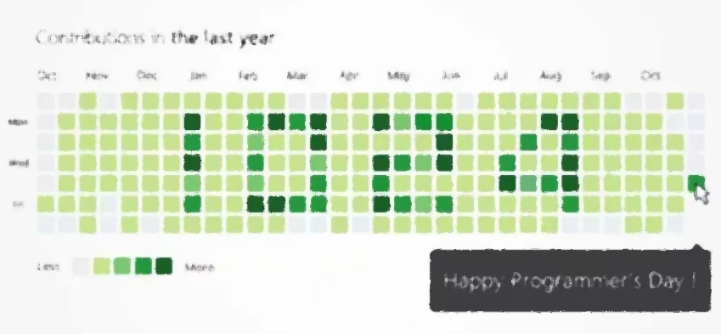 Contributions in the last year
Oct Nov Dec Jan Feb Mar Apr May Jun Jul Aug Sep Oct
Mon
1024
Wed
Fri
Less More
Happy Programmer's Day !